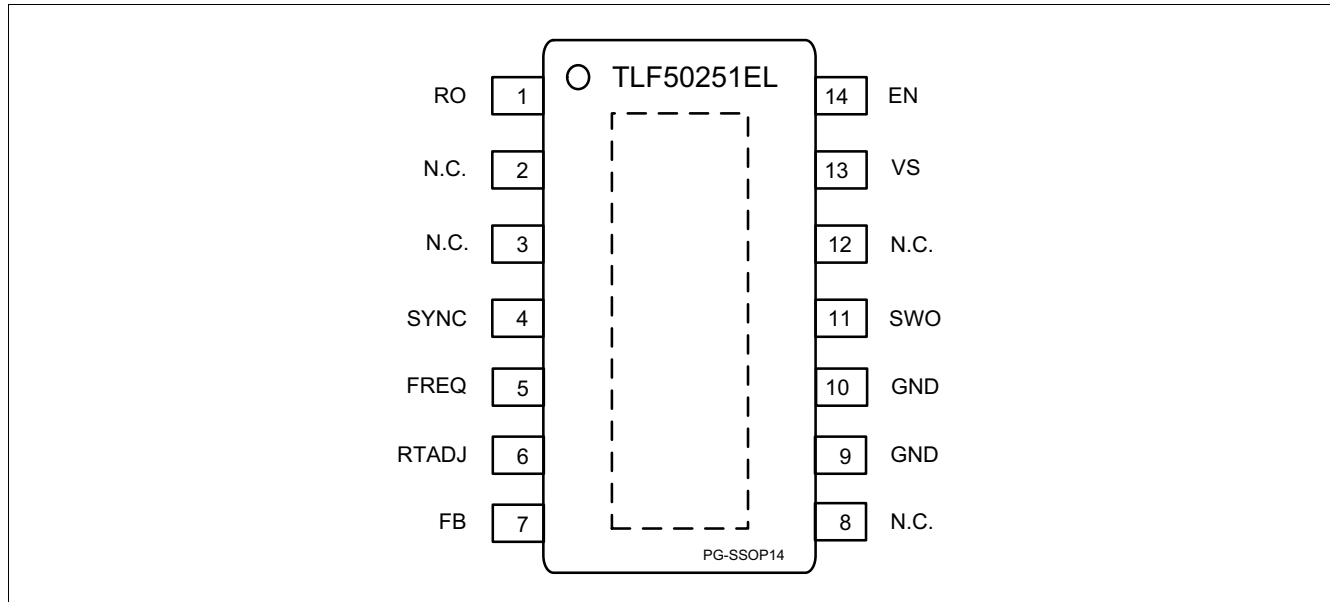 TLF50251EL
RO 1 14 EN
N.C. 2 13 VS
N.C. 3 12 N.C.
SYNC 4 11 SWO
FREQ 5 10 GND
RTADJ 6 9 GND
FB 7 8 N.C.
PG-SSOP14